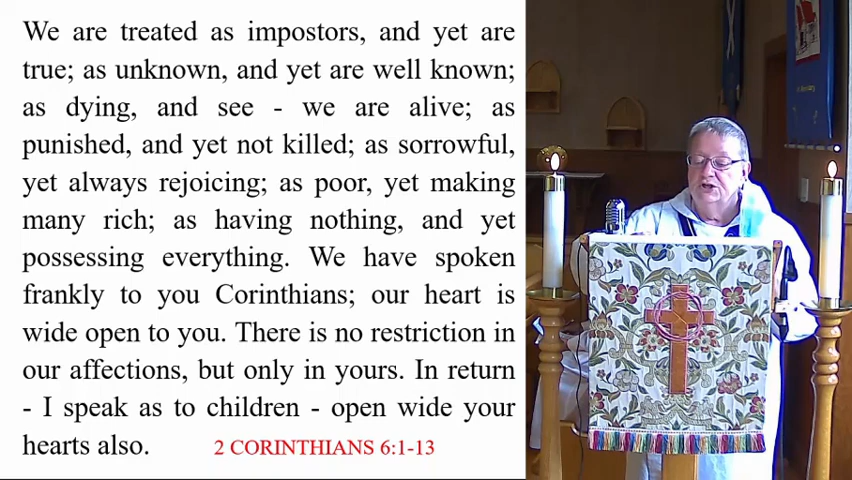 We are treated as impostors, and yet are
true; as unknown, and yet are well known;
as dying, and see - we are alive; as
punished, and yet not killed; as sorrowful,
yet always rejoicing; as poor, yet making
many rich; as having nothing, and yet
possessing everything. We have spoken
frankly to you Corinthians; our heart is
wide open to you. There is no restriction in
our affections, but only in yours. In return
- I speak as to children - open wide your
hearts also. 2 CORINTHIANS 6:1-13